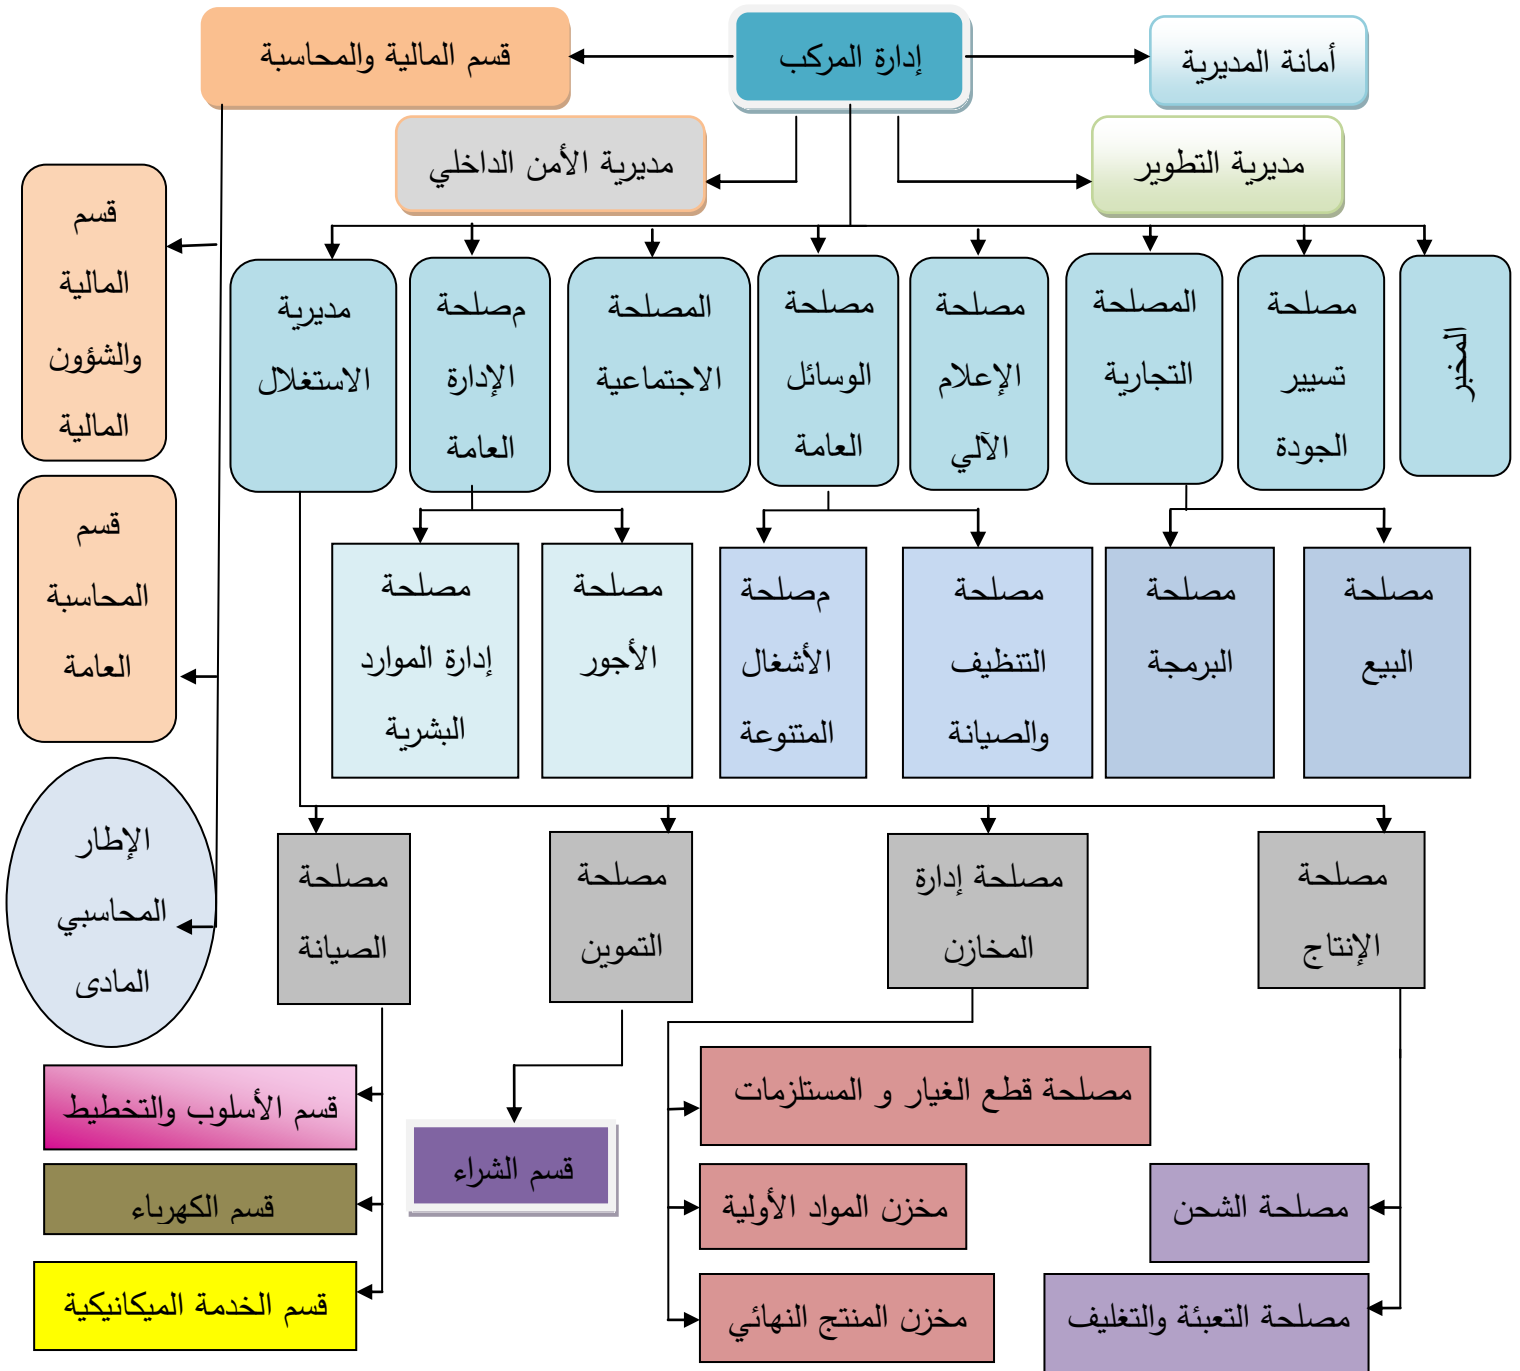 أمانة المديرية
إدارة المركب
قسم المالية والمحاسبة
مديرية التطوير
مديرية الأمن الداخلي
المخبر
مصلحة
تسيير
الجودة
المصلحة
التجارية
مصلحة
الإعلام
الآلي
مصلحة
الوسائل
العامة
المصلحة
الاجتماعية
مصلحة
الإدارة
العامة
مديرية
الاستغلال
قسم
المالية
والشؤون
المالية
قسم
المحاسبة
العامة
الإطار
المحاسبي
المادى
مصلحة
البيع
مصلحة
البرمجة
مصلحة
التنظيف
والصيانة
مصلحة
الأشغال
المتنوعة
مصلحة
الأجور
مصلحة
إدارة الموارد
البشرية
مصلحة
الإنتاج
مصلحة إدارة
المخازن
مصلحة
التموين
مصلحة
الصيانة
مصلحة الشحن
مصلحة التعبئة والتغليف
مصلحة قطع الغيار و المستلزمات
مخزن المواد الأولية
مخزن المنتج النهائي
قسم الشراء
قسم الأسلوب والتخطيط
قسم الكهرباء
قسم الخدمة الميكانيكية